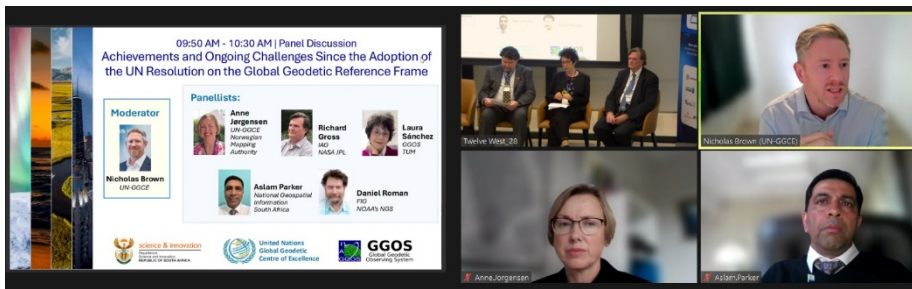 09:50 AM - 10:30 AM | Panel Discussion
Achievements and Ongoing Challenges Since the Adoption of
the UN Resolution on the Global Geodetic Reference Frame
Moderator
Nicholas Brown
UN-GGCE
Panellists:
Anne
Jørgensen
UN-GGCE
Norwegian
Mapping
Authority
Richard
Gross
IAG
NASA JPL
Laura
Sánchez
GGOS
TUM
Aslam Parker
National Geospatial
Information
South Africa
Daniel Roman
FIG
NOAA's NGS
science & innovation
Department:
Science and Innovation
REPUBLIC OF SOUTH AFRICA
United Nations
Global Geodetic
Centre of Excellence
GGOS
Global Geodetic
Observing System
Twelve West_28
Nicholas Brown (UN-GGCE)
Anne.Jorgensen
Aslam.Parker